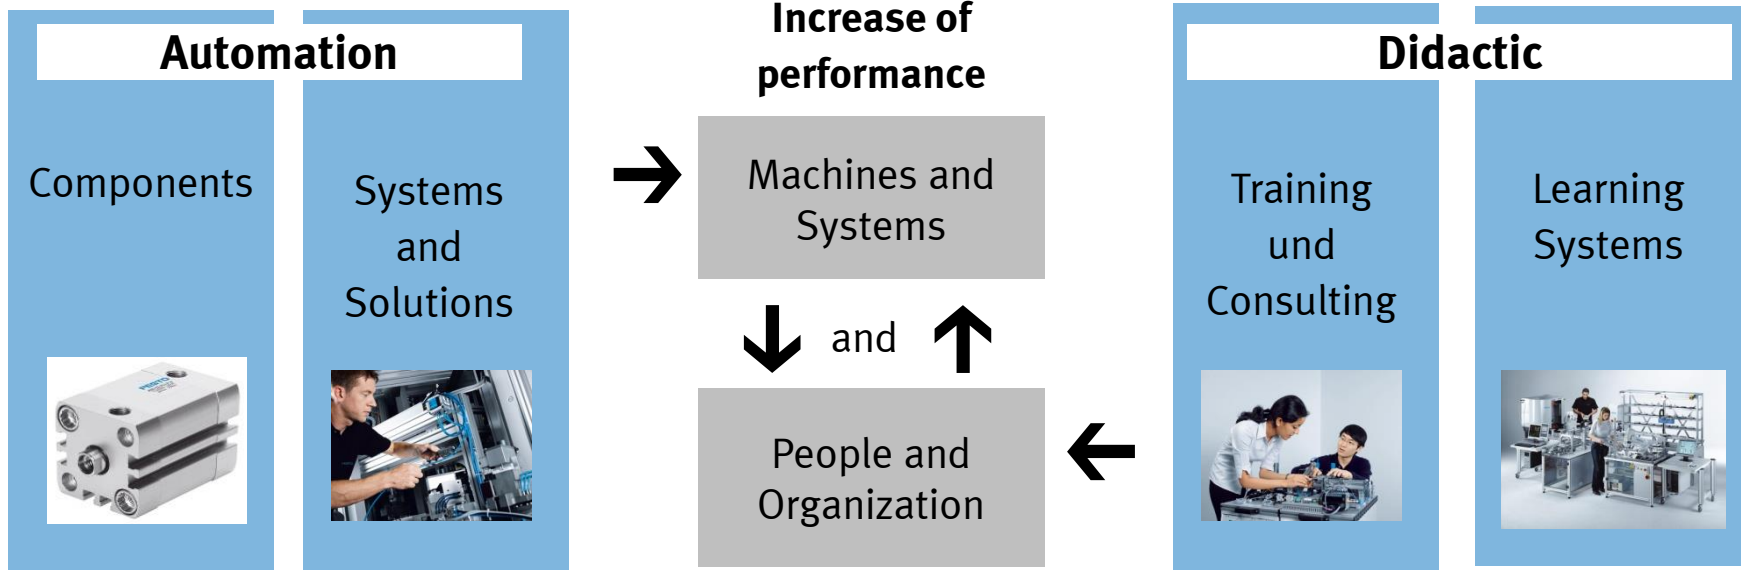 Automation
Components
Systems
and
Solutions
FESTO
Increase of
performance
Machines and
Systems
and
People and
Organization
Didactic
Training
und
Consulting
Learning
Systems